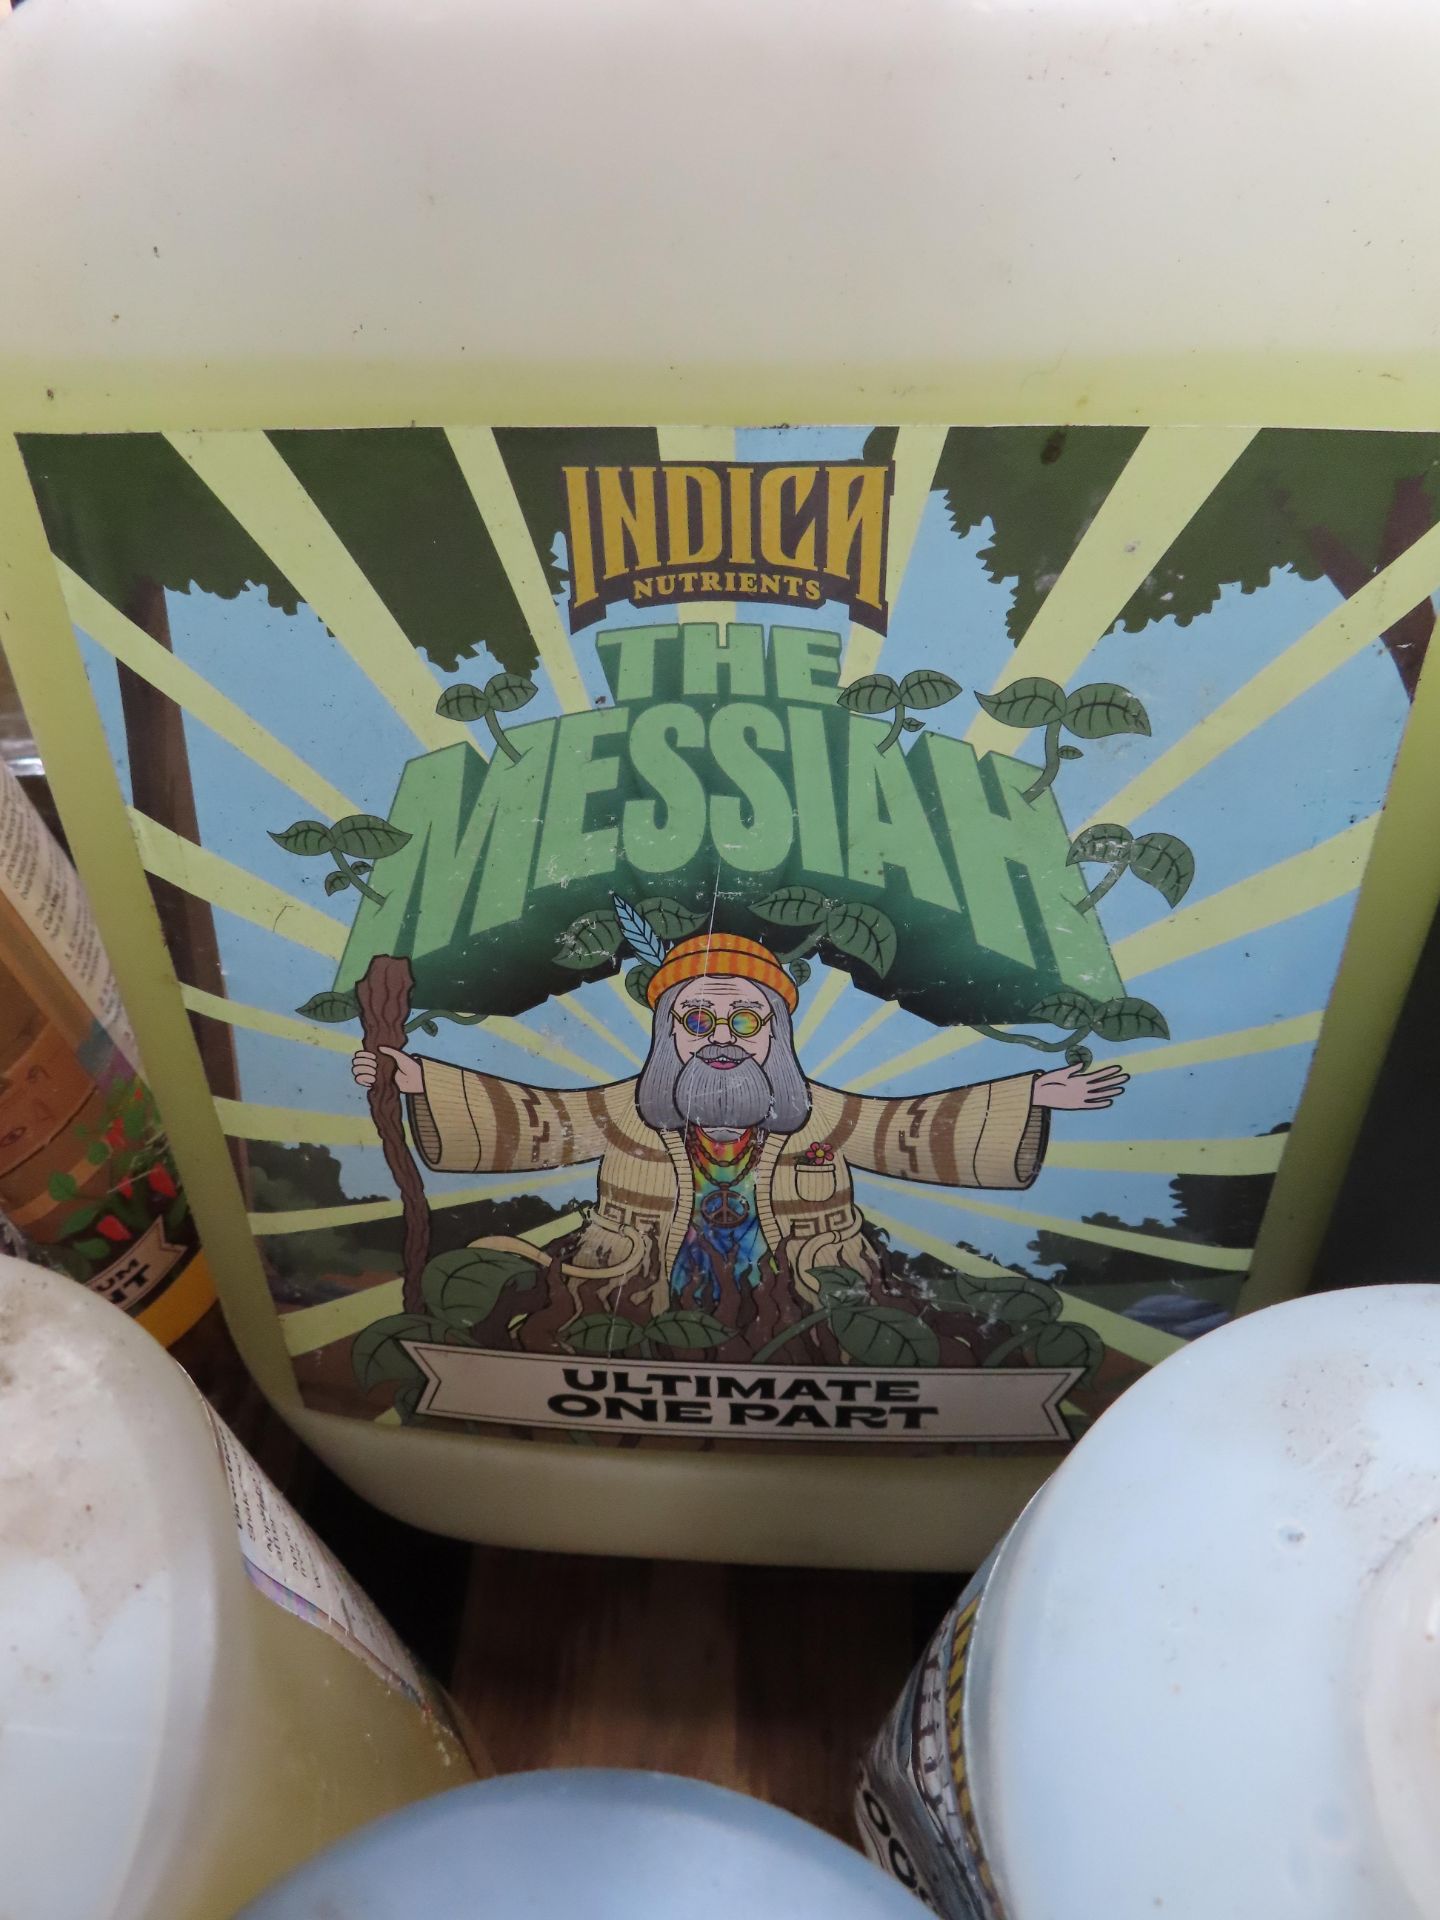 INDICA
NUTRIENTS
THE
MESSIAH
ULTIMATE
ONE PART